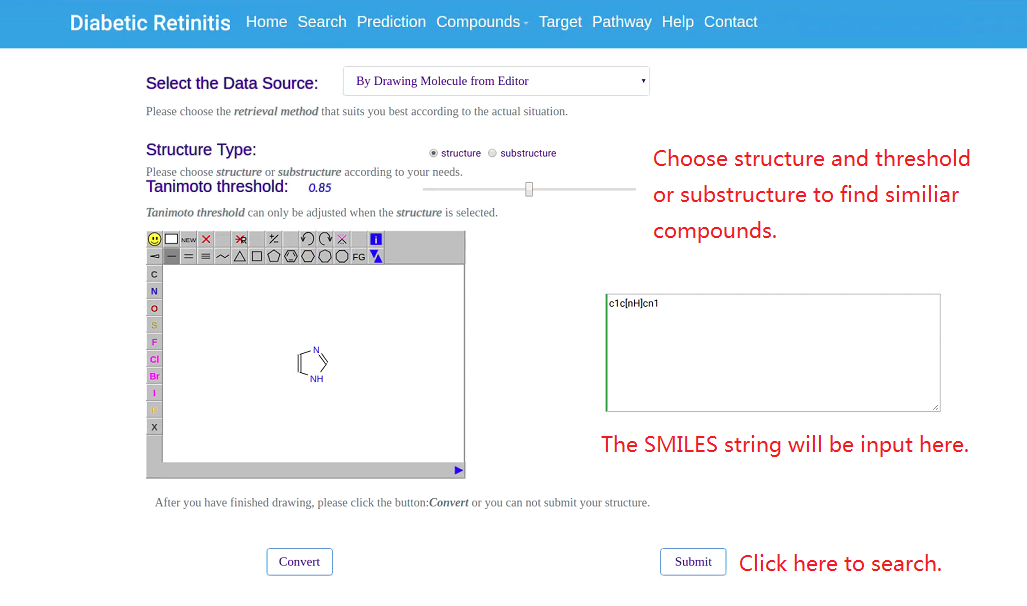 Diabetic Retinitis Home Search Prediction Compounds Target Pathway Help Contact
Select the Data Source: By Drawing Molecule from Editor
Please choose the retrieval method that suits you best according to the actual situation.
Structure Type: structure substructure
Please choose structure or substructure according to your needs.
Tanimoto threshold: 0.85
Tanimoto threshold can only be adjusted when the structure is selected.
Choose structure and threshold
or substructure to find similiar
compounds.
NEW R +/- i
FG
C
N
O
S
F
Cl
Br
I
P
X
N
NH
c1c[nH]cn1
The SMILES string will be input here.
After you have finished drawing, please click the button:Convert or you can not submit your structure.
Convert Submit Click here to search.